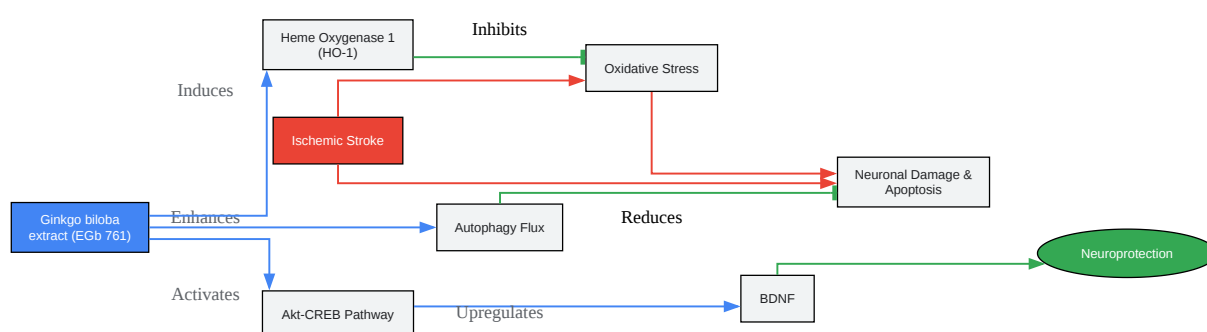 Inhibits
Heme Oxygenase 1
(HO-1)
Oxidative Stress
Induces
Ischemic Stroke
Neuronal Damage &
Apoptosis
Ginkgo biloba
extract (EGb 761)
Enhances
Autophagy Flux
Reduces
Neuroprotection
Activates
Akt-CREB Pathway
Upregulates
BDNF